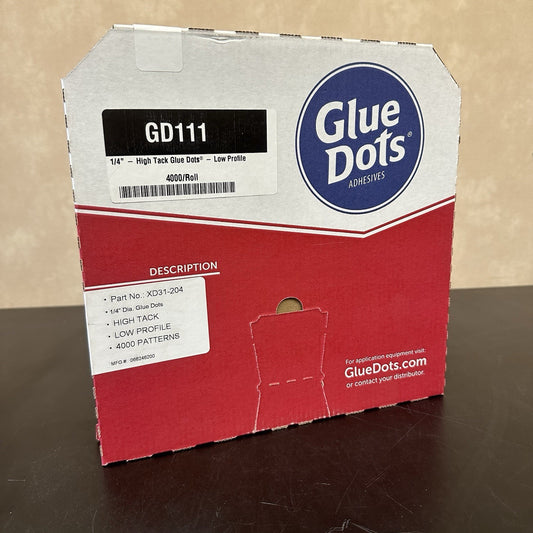 GD111
1/4" – High Tack Glue Dots® – Low Profile
4000/Roll
Glue
Dots®
ADHESIVES
DESCRIPTION
• Part No.: XD31-204
• 1/4" Dia. Glue Dots
• HIGH TACK
• LOW PROFILE
• 4000 PATTERNS
MFG #: 068246200
For application equipment visit:
GlueDots.com
or contact your distributor.